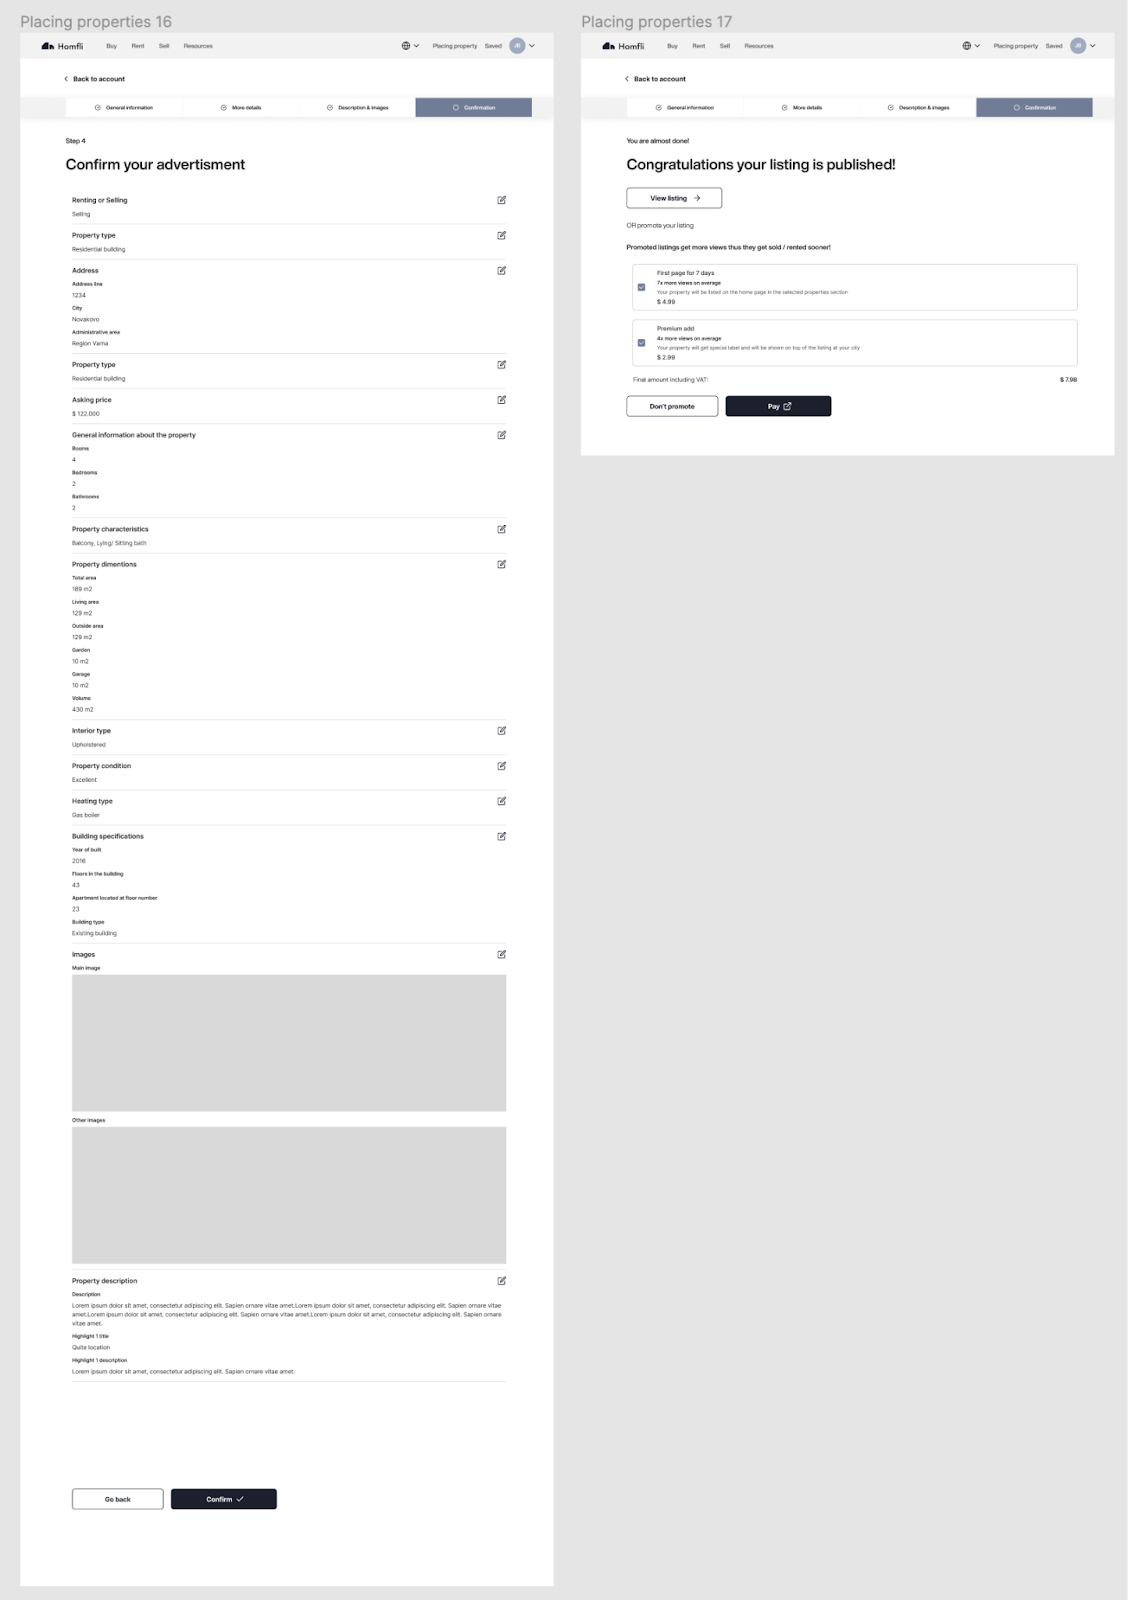 Placing properties 16
Homfli
Buy
Rent
Sell
Resources
Placing property
Saved
JR
Back to account
General information
More details
Description & images
Confirmation
Step 4
Confirm your advertisment
Renting or Selling
Selling
Property type
Residential building
Address
Address line
1234
City
Novakovo
Administrative area
Region Varna
Property type
Residential building
Asking price
$ 122.000
General information about the property
Rooms
4
Bedrooms
2
Bathrooms
2
Property characteristics
Balcony, Lying/ Sitting bath
Property dimentions
Total area
189 m2
Living area
129 m2
Outside area
129 m2
Garden
10 m2
Garage
10 m2
Volume
430 m2
Interior type
Upholstered
Property condition
Excellent
Heating type
Gas boiler
Building specifications
Year of built
2016
Floors in the building
43
Apartment located at floor number
23
Building type
Existing building
Images
Main image
Other images
Property description
Description
Lorem ipsum dolor sit amet, consectetur adipiscing elit. Sapien ornare vitae amet.Lorem ipsum dolor sit amet, consectetur adipiscing elit. Sapien ornare vitae
amet.Lorem ipsum dolor sit amet, consectetur adipiscing elit. Sapien ornare vitae amet.Lorem ipsum dolor sit amet, consectetur adipiscing elit. Sapien ornare
vitae amet.
Highlight 1 title
Quite location
Highlight 1 description
Lorem ipsum dolor sit amet, consectetur adipiscing elit. Sapien ornare vitae amet.
Go back
Confirm
Placing properties 17
Homfli
Buy
Rent
Sell
Resources
Placing property
Saved
JR
Back to account
General information
More details
Description & images
Confirmation
You are almost done!
Congratulations your listing is published!
View listing
OR promote your listing
Promoted listings get more views thus they get sold / rented sooner!
First page for 7 days
7x more views on average
Your property will be listed on the home page in the selected properties section
$ 4.99
Premium add
4x more views on average
Your property will get special label and will be shown on top of the listing at your city
$ 2.99
Final amount including VAT:
$ 7.98
Don't promote
Pay